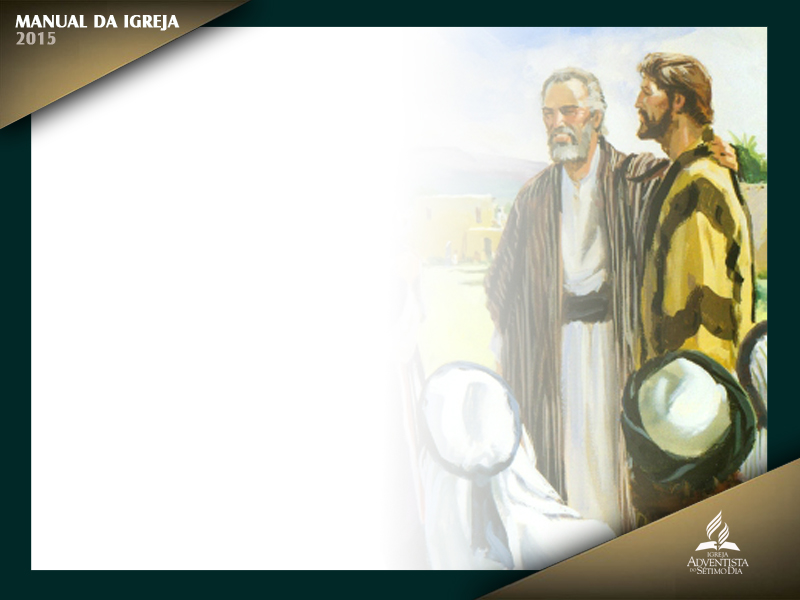 MANUAL DA IGREJA
2015
IGREJA
ADVENTISTA
DO SÉTIMO DIA